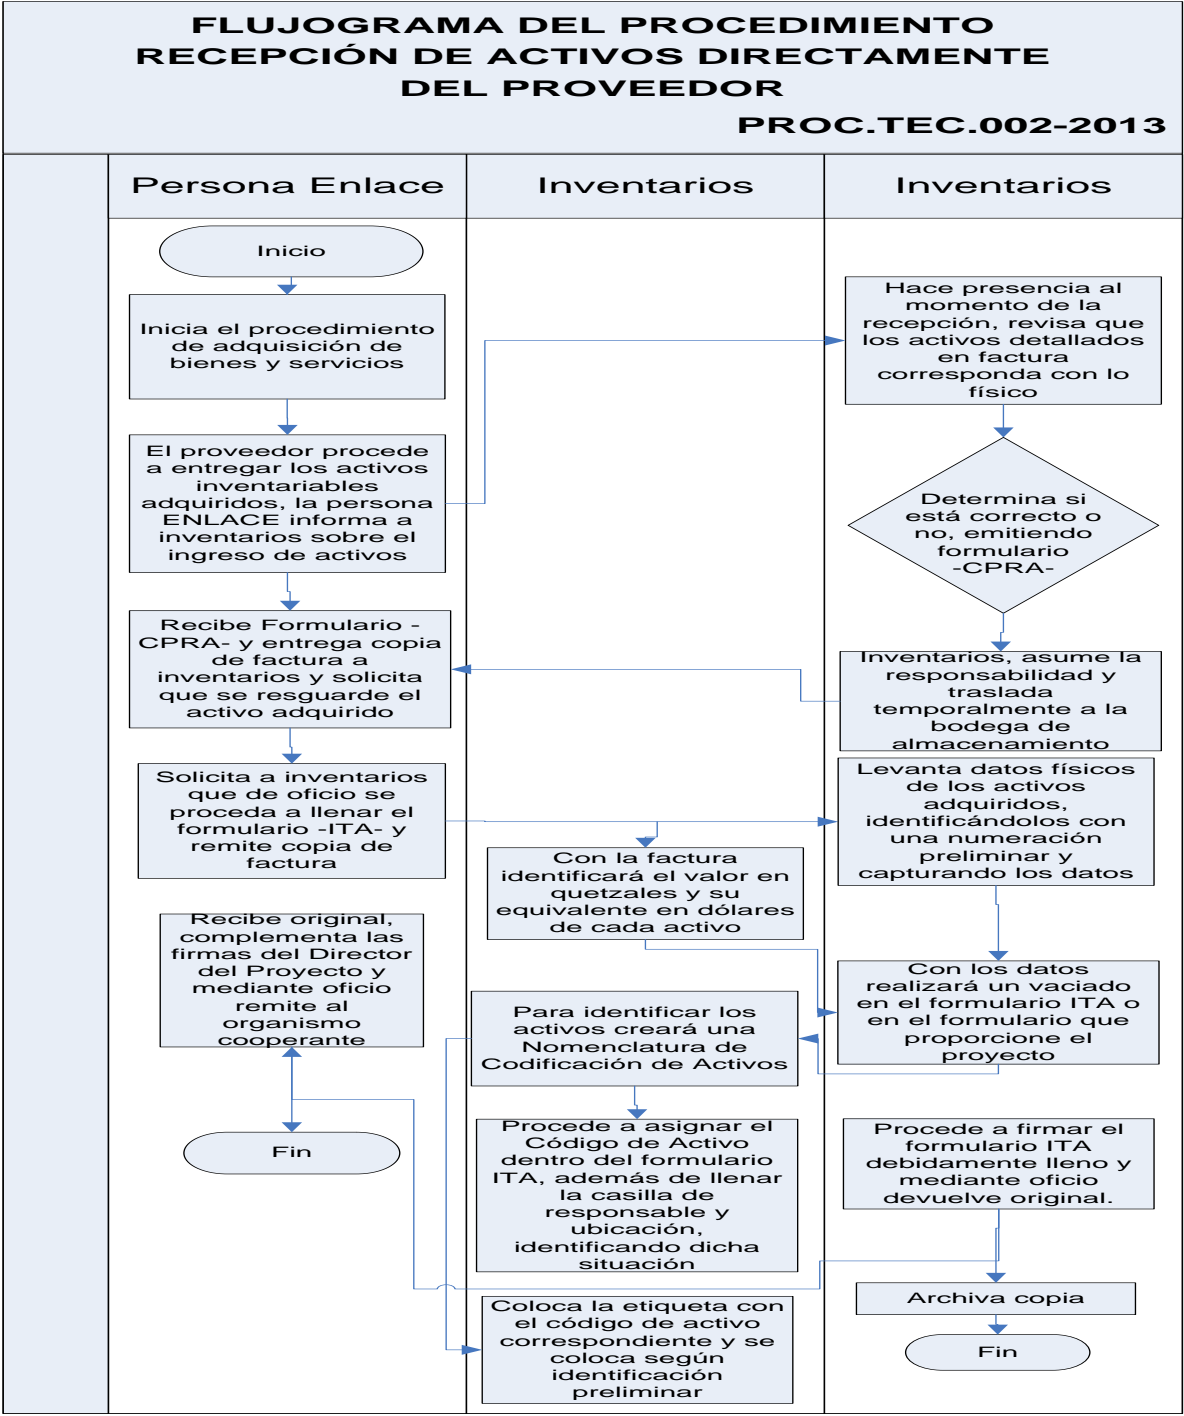 FLUJOGRAMA DEL PROCEDIMIENTO
RECEPCIÓN DE ACTIVOS DIRECTAMENTE
DEL PROVEEDOR
PROC.TEC.002-2013
Persona Enlace
Inventarios
Inventarios
Inicio
Inicia el procedimiento
de adquisición de
bienes y servicios
El proveedor procede
a entregar los activos
inventariables
adquiridos, la persona
ENLACE informa a
inventarios sobre el
ingreso de activos
Hace presencia al
momento de la
recepción, revisa que
los activos detallados
en factura
corresponda con lo
físico
Determina si
está correcto o
no, emitiendo
formulario
-CPRA-
Recibe Formulario -
CPRA- y entrega copia
de factura a
inventarios y solicita
que se resguarde el
activo adquirido
Inventarios, asume la
responsabilidad y
traslada
temporalmente a la
bodega de
almacenamiento
Solicita a inventarios
que de oficio se
proceda a llenar el
formulario -ITA- y
remite copia de
factura
Levanta datos físicos
de los activos
adquiridos,
identificándolos con
una numeración
preliminar y
capturando los datos
Con la factura
identificará el valor en
quetzales y su
equivalente en dólares
de cada activo
Con los datos
realizará un vaciado
en el formulario ITA o
en el formulario que
proporcione el
proyecto
Para identificar los
activos creará una
Nomenclatura de
Codificación de Activos
Procede a asignar el
Código de Activo
dentro del formulario
ITA, además de llenar
la casilla de
responsable y
ubicación,
identificando dicha
situación
Coloca la etiqueta con
el código de activo
correspondiente y se
coloca según
identificación
preliminar
Procede a firmar el
formulario ITA
debidamente lleno y
mediante oficio
devuelve original.
Archiva copia
Fin
Recibe original,
complementa las
firmas del Director
del Proyecto y
mediante oficio
remite al
organismo
cooperante
Fin